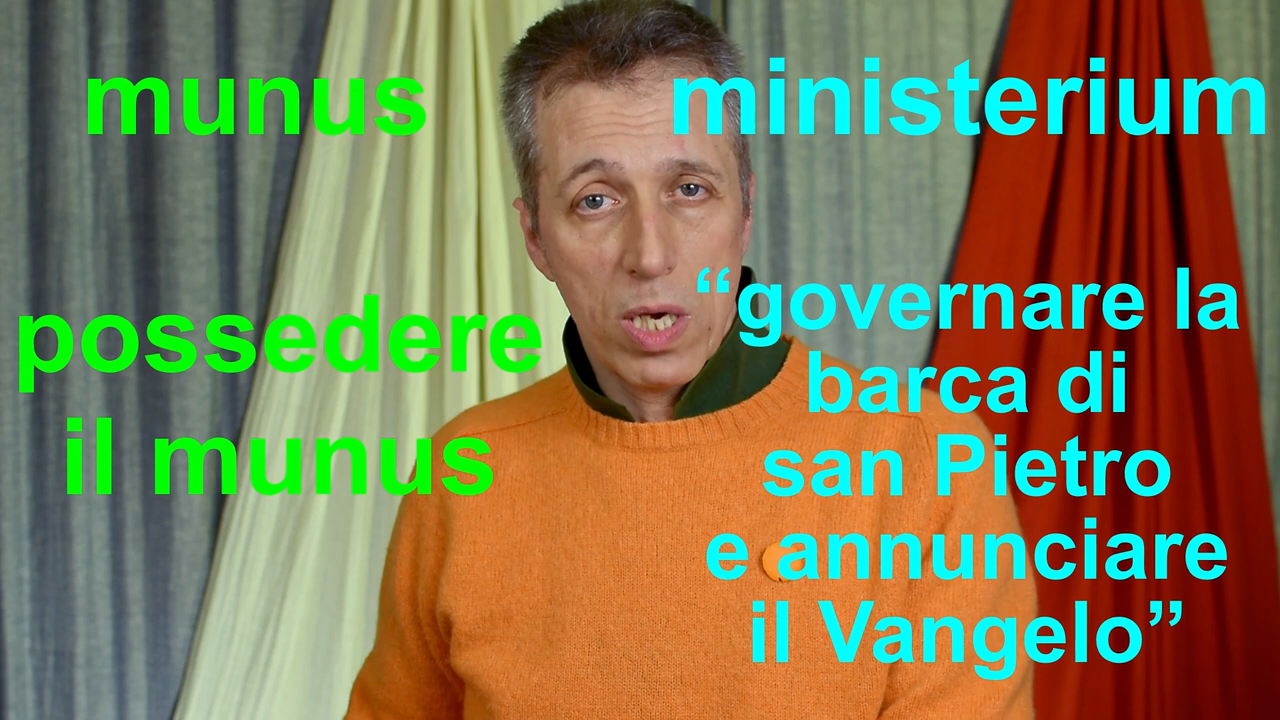 munus
possedere
il munus
ministerium
“governare la
barca di
san Pietro
e annunciare
il Vangelo”